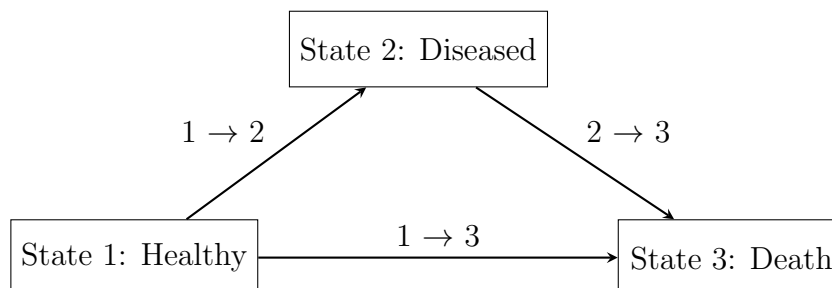 State 2: Diseased
1 → 2
2 → 3
1 → 3
State 1: Healthy
State 3: Death